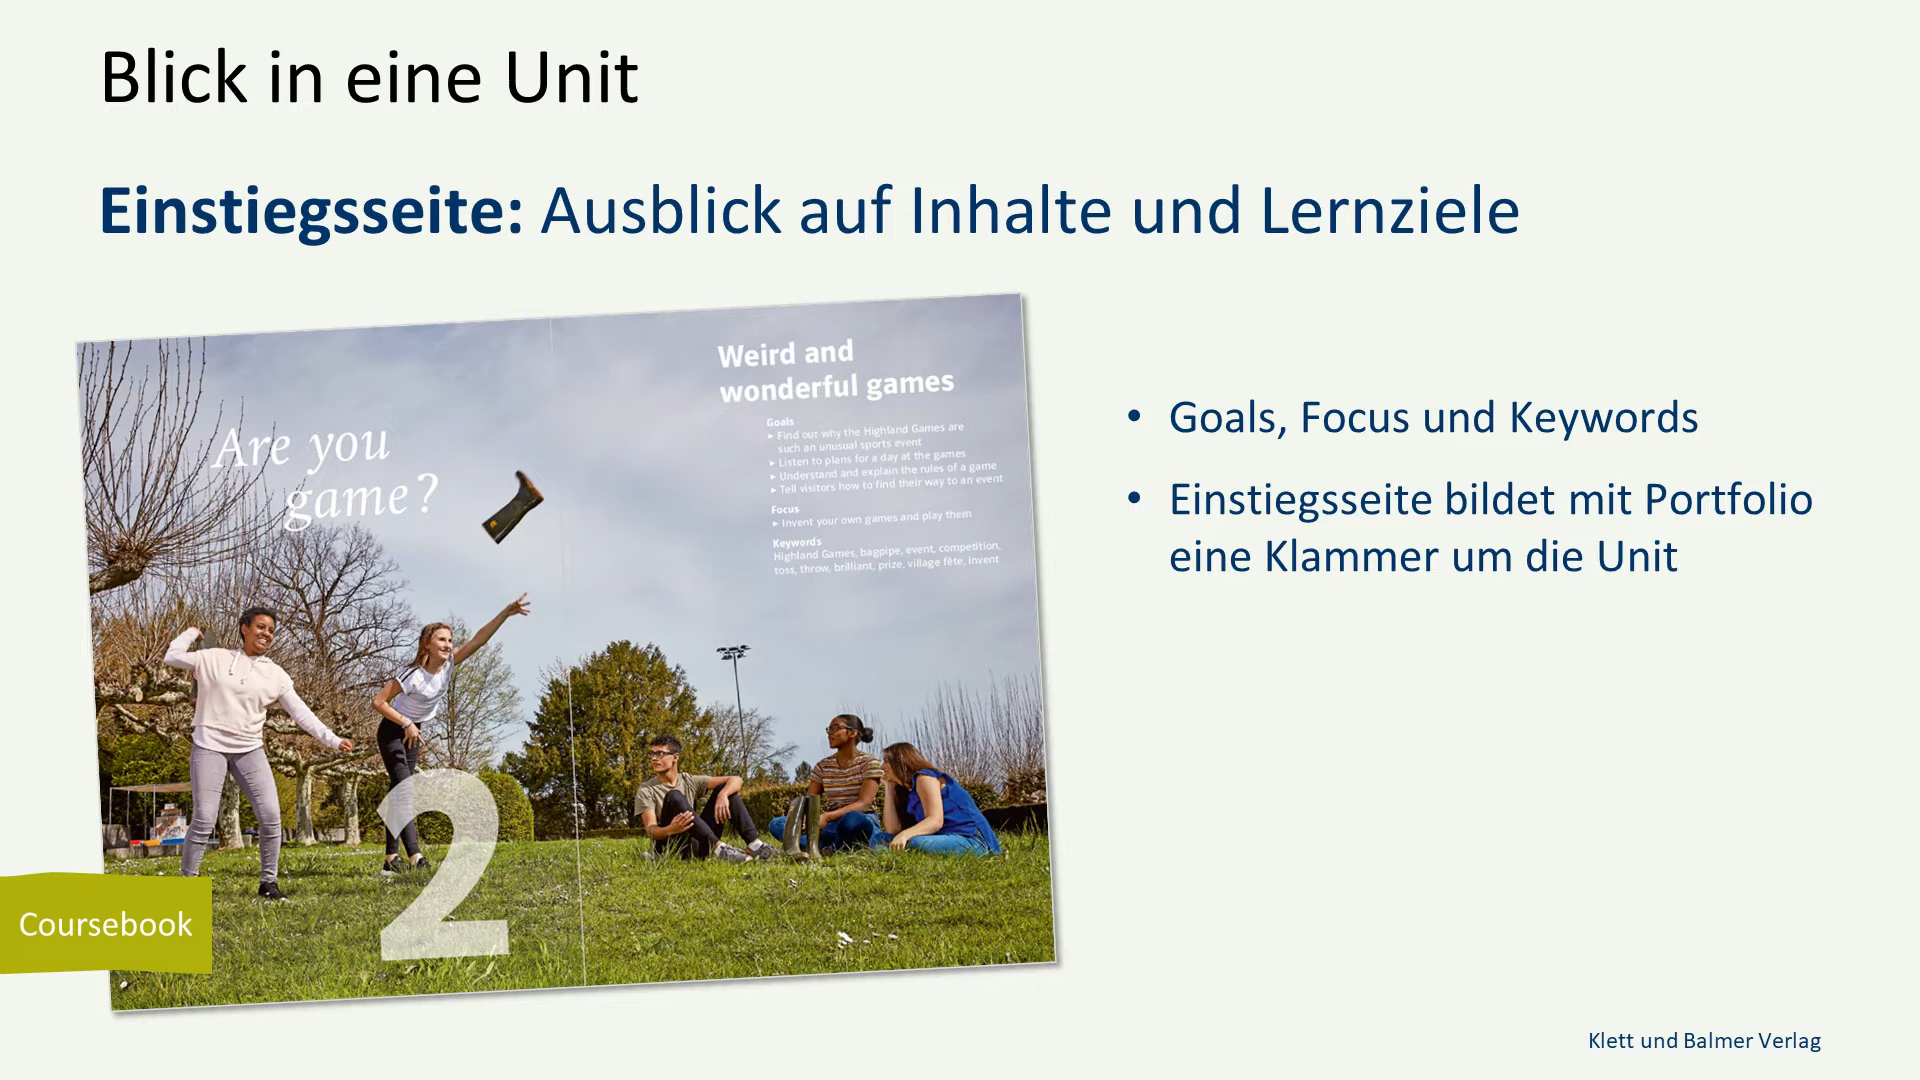 Blick in eine Unit
Einstiegsseite: Ausblick auf Inhalte und Lernziele
Are you
game?
Weird and
wonderful games
Goals
▸ Find out why the Highland Games are
such an unusual sports event
▸ Listen to plans for a day at the games
▸ Understand and explain the rules of a game
▸ Tell visitors how to find their way to an event
Focus
▸ Invent your own games and play them
Keywords
Highland Games, bagpipe, event, competition,
toss, throw, brilliant, prize, village fête, invent
2
Coursebook
• Goals, Focus und Keywords
• Einstiegsseite bildet mit Portfolio
eine Klammer um die Unit
Klett und Balmer Verlag